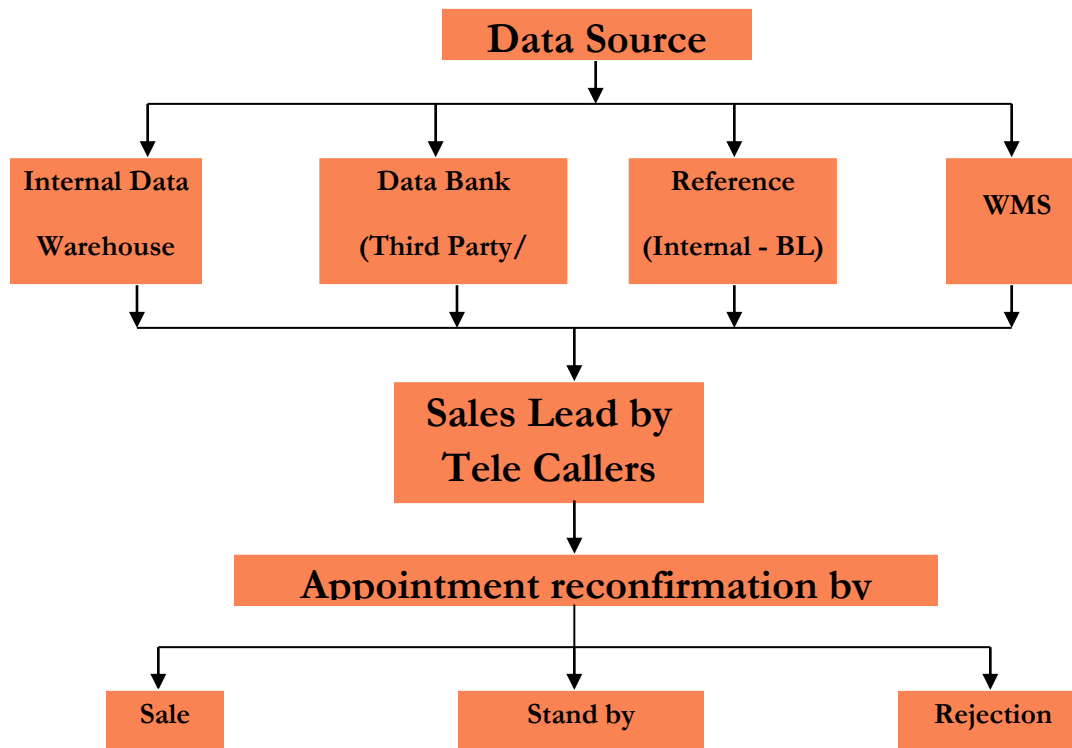 Data Source
Internal Data
Warehouse
Data Bank
(Third Party/
Reference
(Internal - BL)
WMS
Sales Lead by
Tele Callers
Appointment reconfirmation by
Sale
Stand by
Rejection